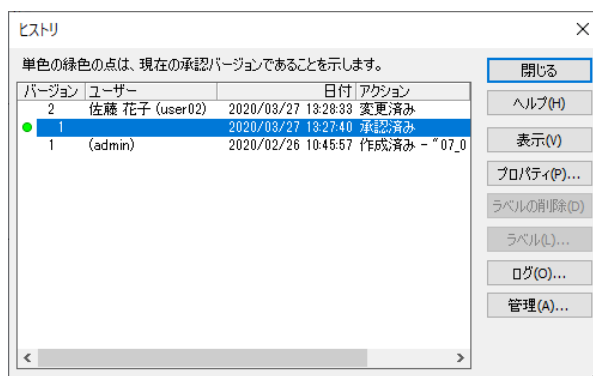 ヒストリ
単色の緑色の点は、現在の承認バージョンであることを示します。
バージョン ユーザー 日付 アクション
2 佐藤 花子 (user02) 2020/03/27 13:28:33 変更済み
1 2020/03/27 13:27:40 承認済み
1 (admin) 2020/02/26 10:45:57 作成済み - "07_0
閉じる
ヘルプ(H)
表示(V)
プロパティ(P)...
ラベルの削除(D)
ラベル(L)...
ログ(O)...
管理(A)...